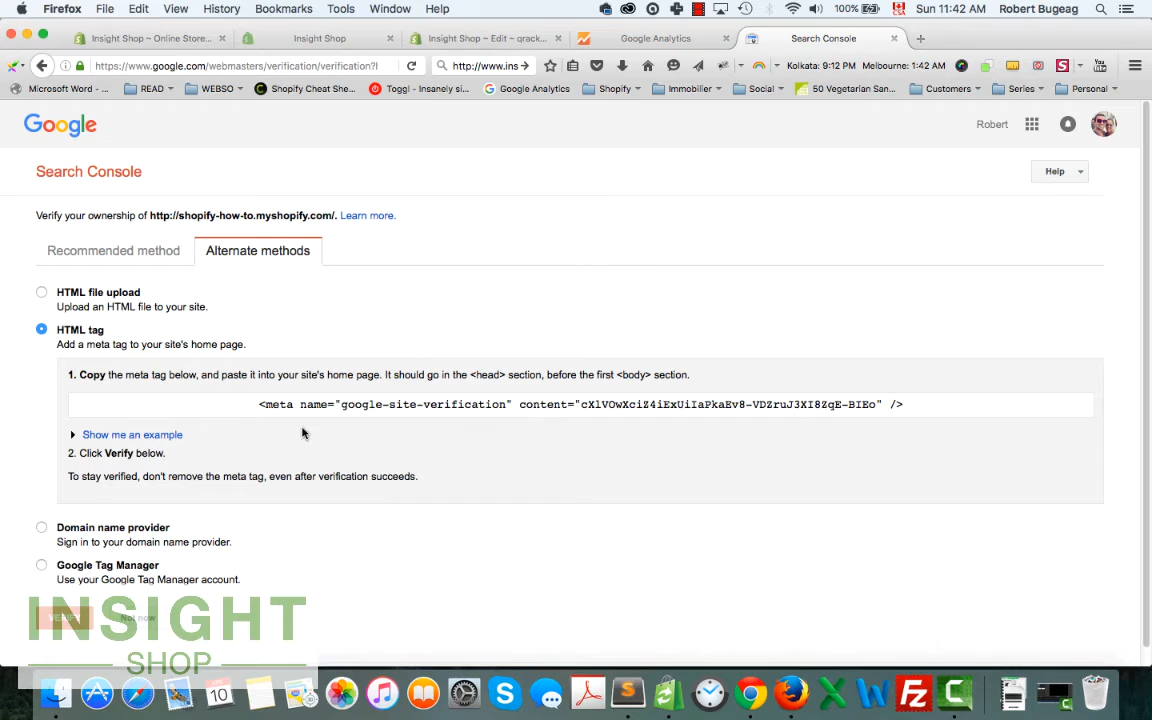 Firefox File Edit View History Bookmarks Tools Window Help 100% Sun 11:42 AM Robert Bugeag
Insight Shop ~ Online Store... × Insight Shop × Insight Shop ~ Edit ~ qrack... × Google Analytics × Search Console × +
https://www.google.com/webmasters/verification/verification?l http://www.ins Kolkata: 9:12 PM Melbourne: 1:42 AM
Microsoft Word - ... READ WEBSO Shopify Cheat She... Toggl - Insanely si... Google Analytics Shopify Immobilier Social 50 Vegetarian San... Customers Series Personal
Google
Robert
Search Console
Help
Verify your ownership of http://shopify-how-to.myshopify.com/. Learn more.
Recommended method Alternate methods
HTML file upload
Upload an HTML file to your site.
HTML tag
Add a meta tag to your site's home page.
1. Copy the meta tag below, and paste it into your site's home page. It should go in the <head> section, before the first <body> section.
<meta name="google-site-verification" content="cXlVOwXciZ4iExUiIaPkaEv8-VDZruJ3XI8ZqE-BIEo" />
Show me an example
2. Click Verify below.
To stay verified, don't remove the meta tag, even after verification succeeds.
Domain name provider
Sign in to your domain name provider.
Google Tag Manager
Use your Google Tag Manager account.
VERIFY Not now
INSIGHT
SHOP
10